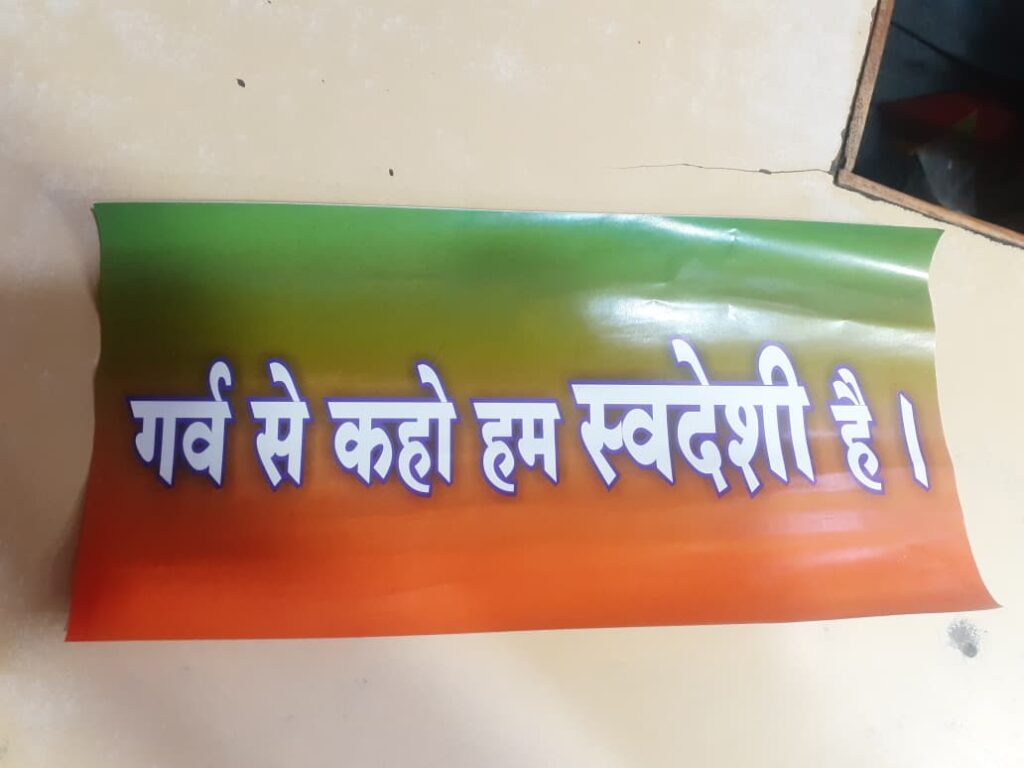 गर्व से कहो हम स्वदेशी है ।